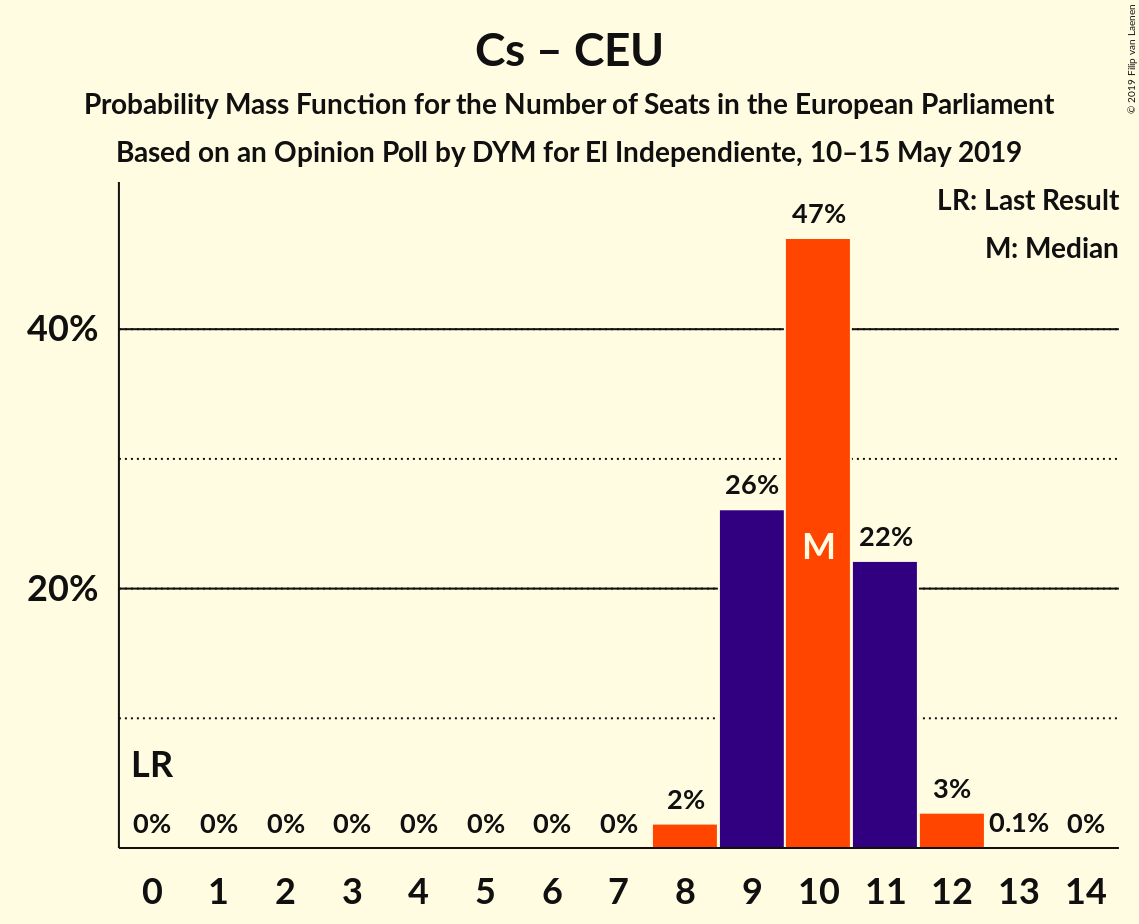 Cs – CEU
Probability Mass Function for the Number of Seats in the European Parliament
Based on an Opinion Poll by DYM for El Independiente, 10–15 May 2019
© 2019 Filip van Laenen
LR: Last Result
M: Median
47%
40%
26%
M
22%
20%
LR
0% 0% 0% 0% 0% 0% 0% 0% 2% 3% 0.1% 0%
0 1 2 3 4 5 6 7 8 9 10 11 12 13 14